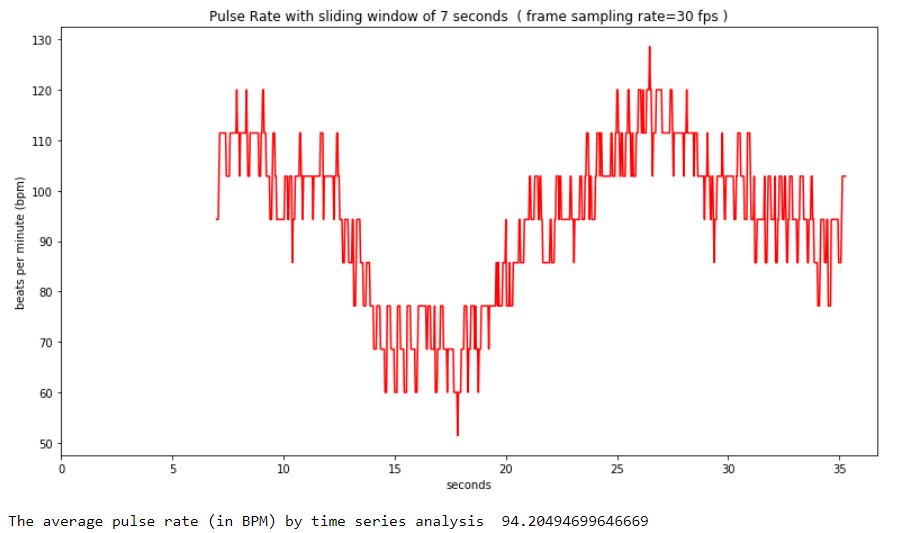 Pulse Rate with sliding window of 7 seconds  ( frame sampling rate=30 fps )
130
120
110
100
90
80
70
60
50
beats per minute (bpm)
0 5 10 15 20 25 30 35
seconds
The average pulse rate (in BPM) by time series analysis  94.20494699646669